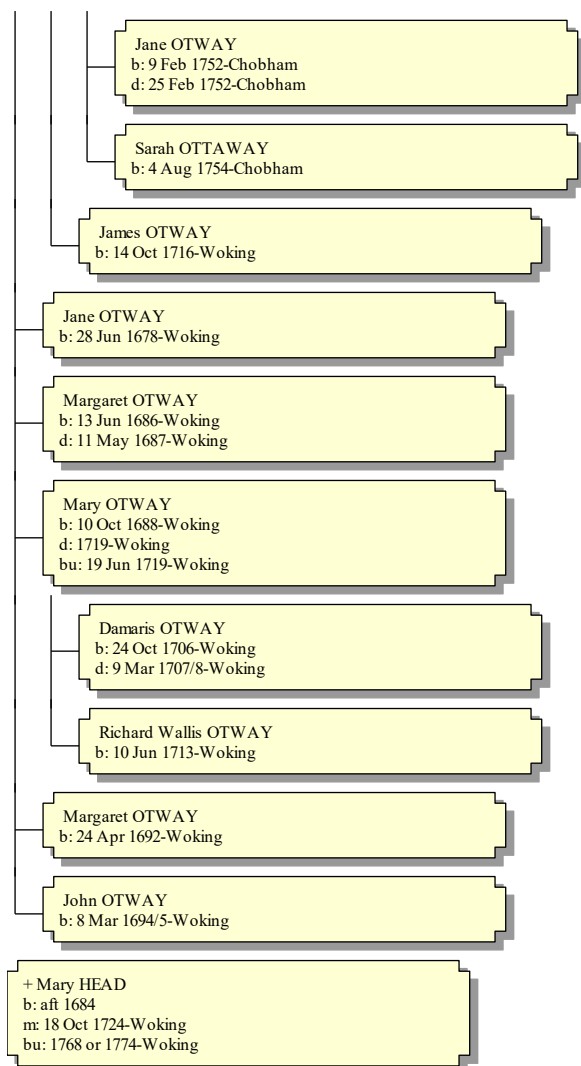 Jane OTWAY
b: 9 Feb 1752-Chobham
d: 25 Feb 1752-Chobham
Sarah OTTAWAY
b: 4 Aug 1754-Chobham
James OTWAY
b: 14 Oct 1716-Woking
Jane OTWAY
b: 28 Jun 1678-Woking
Margaret OTWAY
b: 13 Jun 1686-Woking
d: 11 May 1687-Woking
Mary OTWAY
b: 10 Oct 1688-Woking
d: 1719-Woking
bu: 19 Jun 1719-Woking
Damaris OTWAY
b: 24 Oct 1706-Woking
d: 9 Mar 1707/8-Woking
Richard Wallis OTWAY
b: 10 Jun 1713-Woking
Margaret OTWAY
b: 24 Apr 1692-Woking
John OTWAY
b: 8 Mar 1694/5-Woking
+ Mary HEAD
b: aft 1684
m: 18 Oct 1724-Woking
bu: 1768 or 1774-Woking